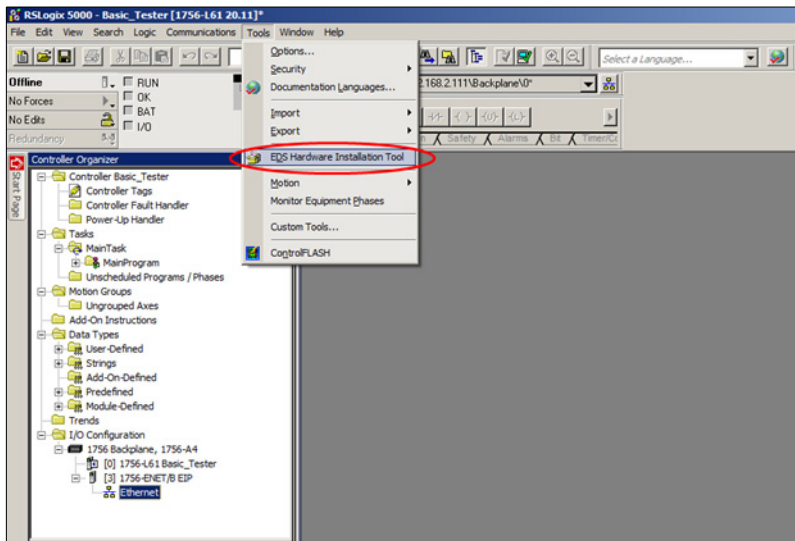 RSLogix 5000 - Basic_Tester [1756-L61 20.11]*
File Edit View Search Logic Communications Tools Window Help
Select a Language...
Options...
Security
Documentation Languages...
Import
Export
EDS Hardware Installation Tool
Motion
Monitor Equipment Phases
Custom Tools...
ControlFLASH
Offline
RUN
No Forces
OK
No Edits
BAT
Redundancy
I/O
2.168.2.111\Backplane\0*
Safety Alarms Bit Timer/Cc
Start Page
Controller Organizer
Controller Basic_Tester
Controller Tags
Controller Fault Handler
Power-Up Handler
Tasks
MainTask
MainProgram
Unscheduled Programs / Phases
Motion Groups
Ungrouped Axes
Add-On Instructions
Data Types
User-Defined
Strings
Add-On-Defined
Predefined
Module-Defined
Trends
I/O Configuration
1756 Backplane, 1756-A4
[0] 1756-L61 Basic_Tester
[3] 1756-ENET/B EIP
Ethernet